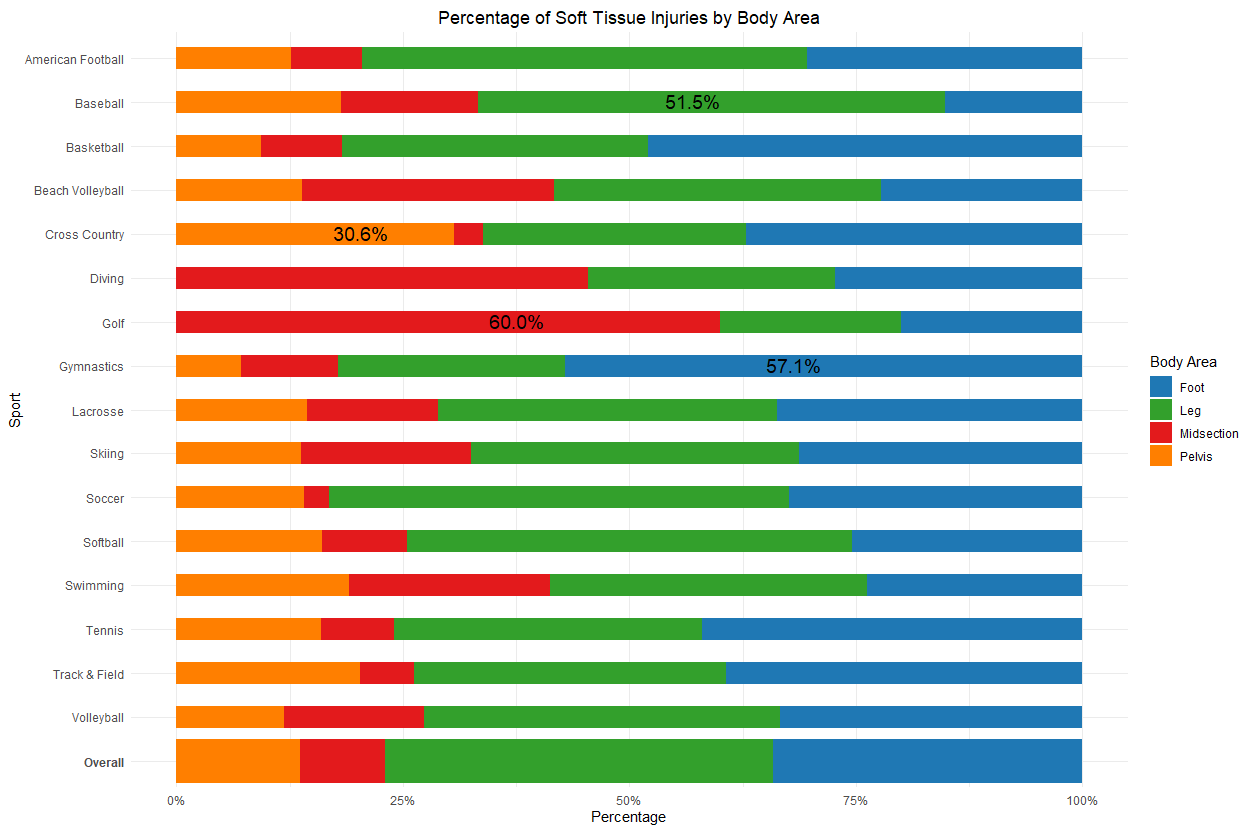 Percentage of Soft Tissue Injuries by Body Area
American Football
Baseball
51.5%
Basketball
Beach Volleyball
Cross Country
30.6%
Diving
Golf
60.0%
Gymnastics
57.1%
Lacrosse
Skiing
Soccer
Softball
Swimming
Tennis
Track & Field
Volleyball
Overall
Sport
0% 25% 50% 75% 100%
Percentage
Body Area
Foot
Leg
Midsection
Pelvis